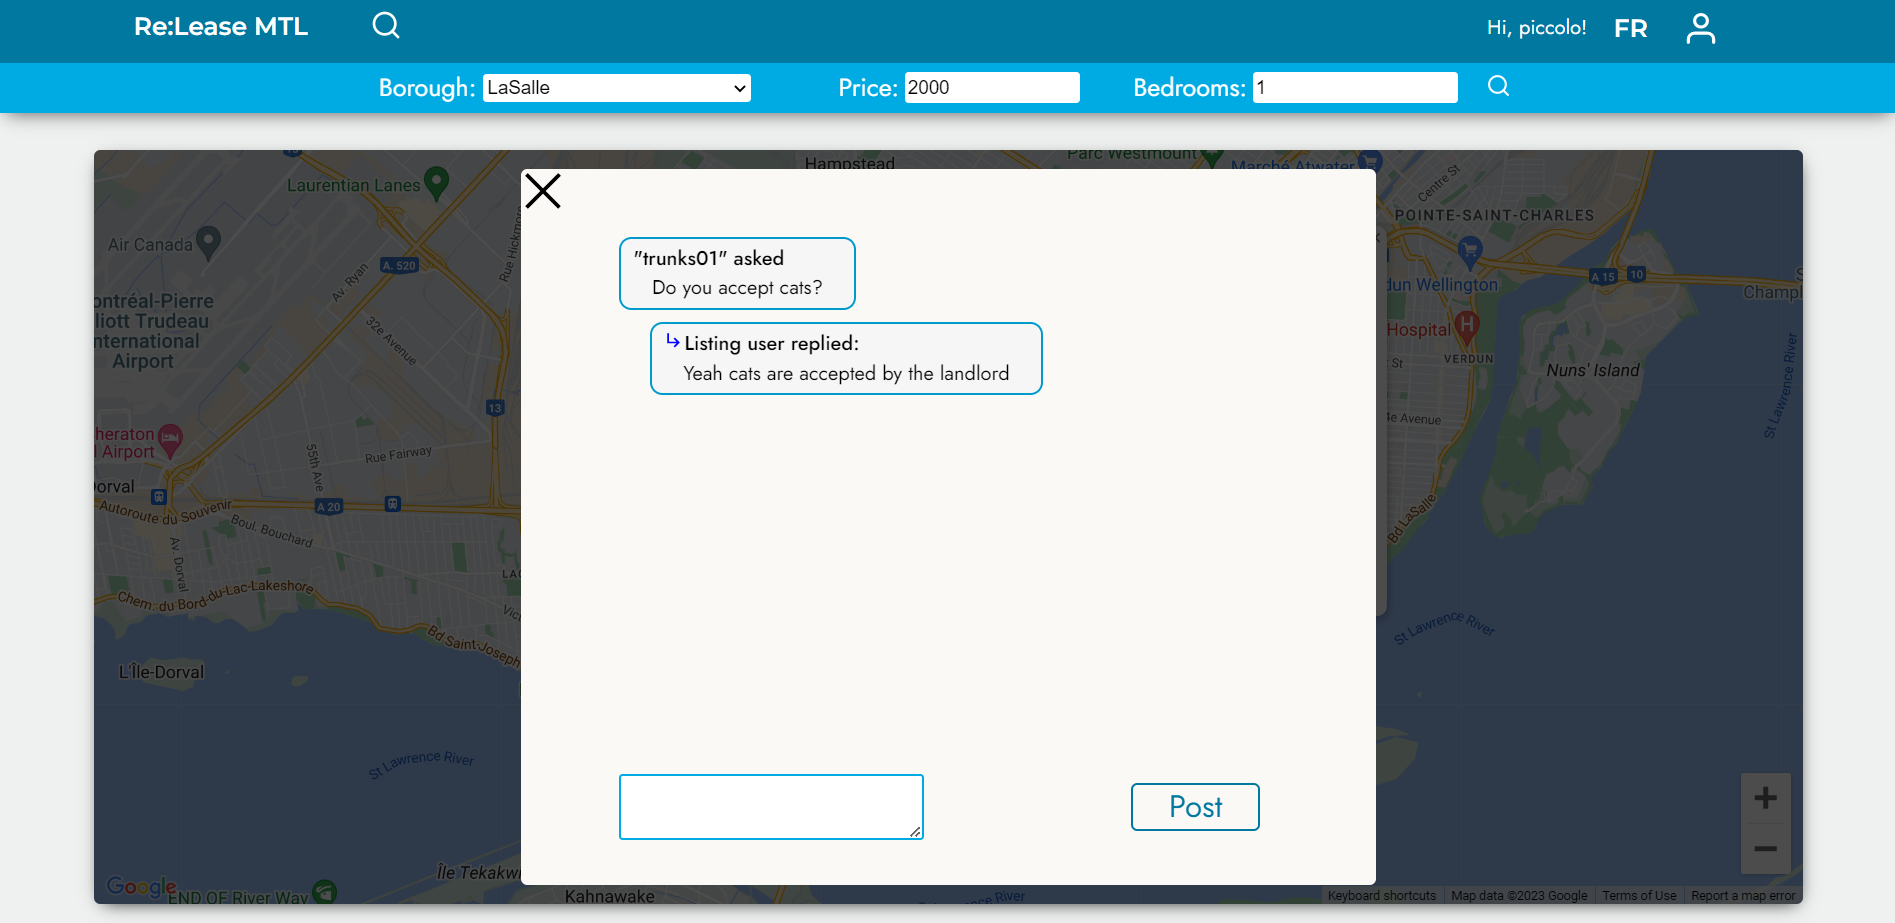 Re:Lease MTL
Hi, piccolo!
FR
Borough: LaSalle
Price: 2000
Bedrooms: 1
Hampstead
Parc Westmount
Marché Atwater
Laurentian Lanes
Centre St
POINTE-SAINT-CHARLES
Air Canada
A. 520
Av. Ryan
Rue Hickmor
"trunks01" asked
Do you accept cats?
Listing user replied:
Yeah cats are accepted by the landlord
A 15
10
dun Wellington
Champl
ontréal-Pierre
lliott Trudeau
nternational
Airport
32e Avenue
Hospital
H
VERDUN
Nuns' Island
St Lawrence River
13
heraton
l Airport
55th Ave
Rue Fairway
4e Avenue
Bd LaSalle
Dorval
A 20
Autoroute du Souvenir
Boul. Bouchard
Av. Dorval
Chem. du Bord-du-Lac-Lakeshore
LAC
Vic
Bd Saint-Joseph
L'Île-Dorval
St Lawrence River
St Lawrence River
Post
Île Tekakwi
Google
END OF River Way
Kahnawake
River
Keyboard shortcuts
Map data ©2023 Google
Terms of Use
Report a map error